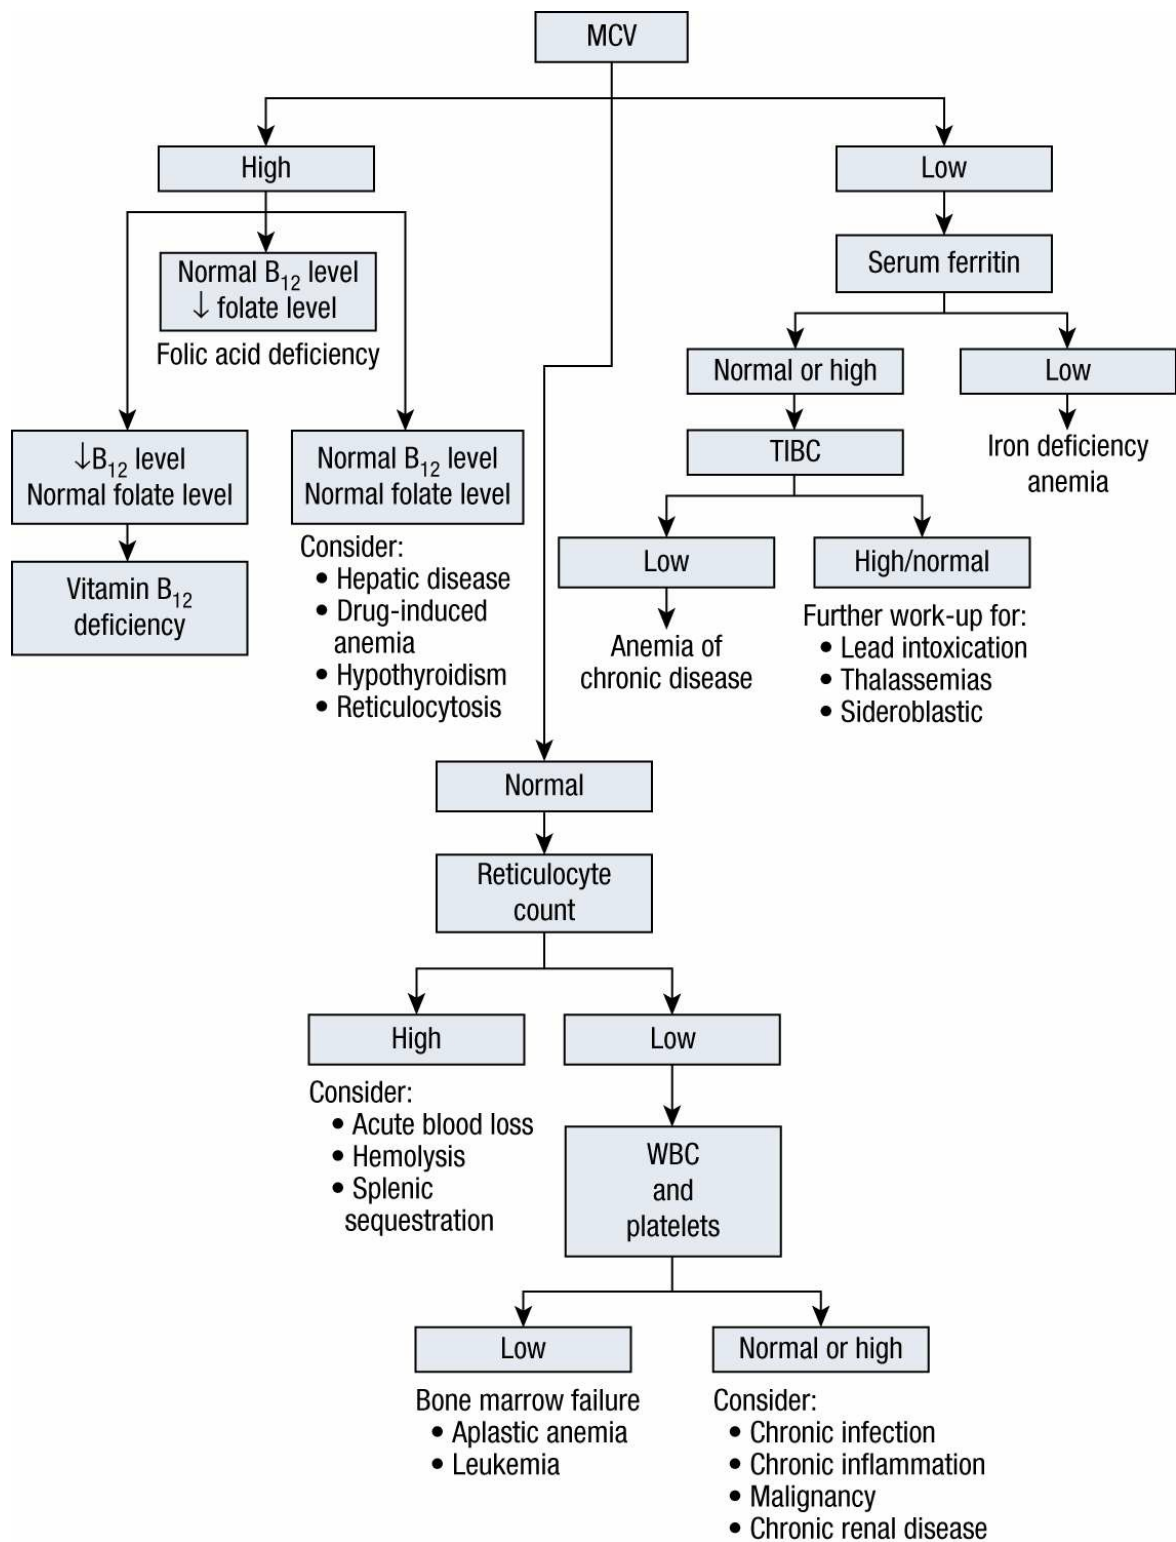 MCV
High
Low
Normal B₁₂ level
↓ folate level
Folic acid deficiency
Serum ferritin
Normal or high
Low
↓B₁₂ level
Normal folate level
Normal B₁₂ level
Normal folate level
TIBC
Iron deficiency
anemia
Vitamin B₁₂
deficiency
Consider:
• Hepatic disease
• Drug-induced
anemia
• Hypothyroidism
• Reticulocytosis
Low
High/normal
Anemia of
chronic disease
Further work-up for:
• Lead intoxication
• Thalassemias
• Sideroblastic
Normal
Reticulocyte
count
High
Low
Consider:
• Acute blood loss
• Hemolysis
• Splenic
sequestration
WBC
and
platelets
Low
Normal or high
Bone marrow failure
• Aplastic anemia
• Leukemia
Consider:
• Chronic infection
• Chronic inflammation
• Malignancy
• Chronic renal disease